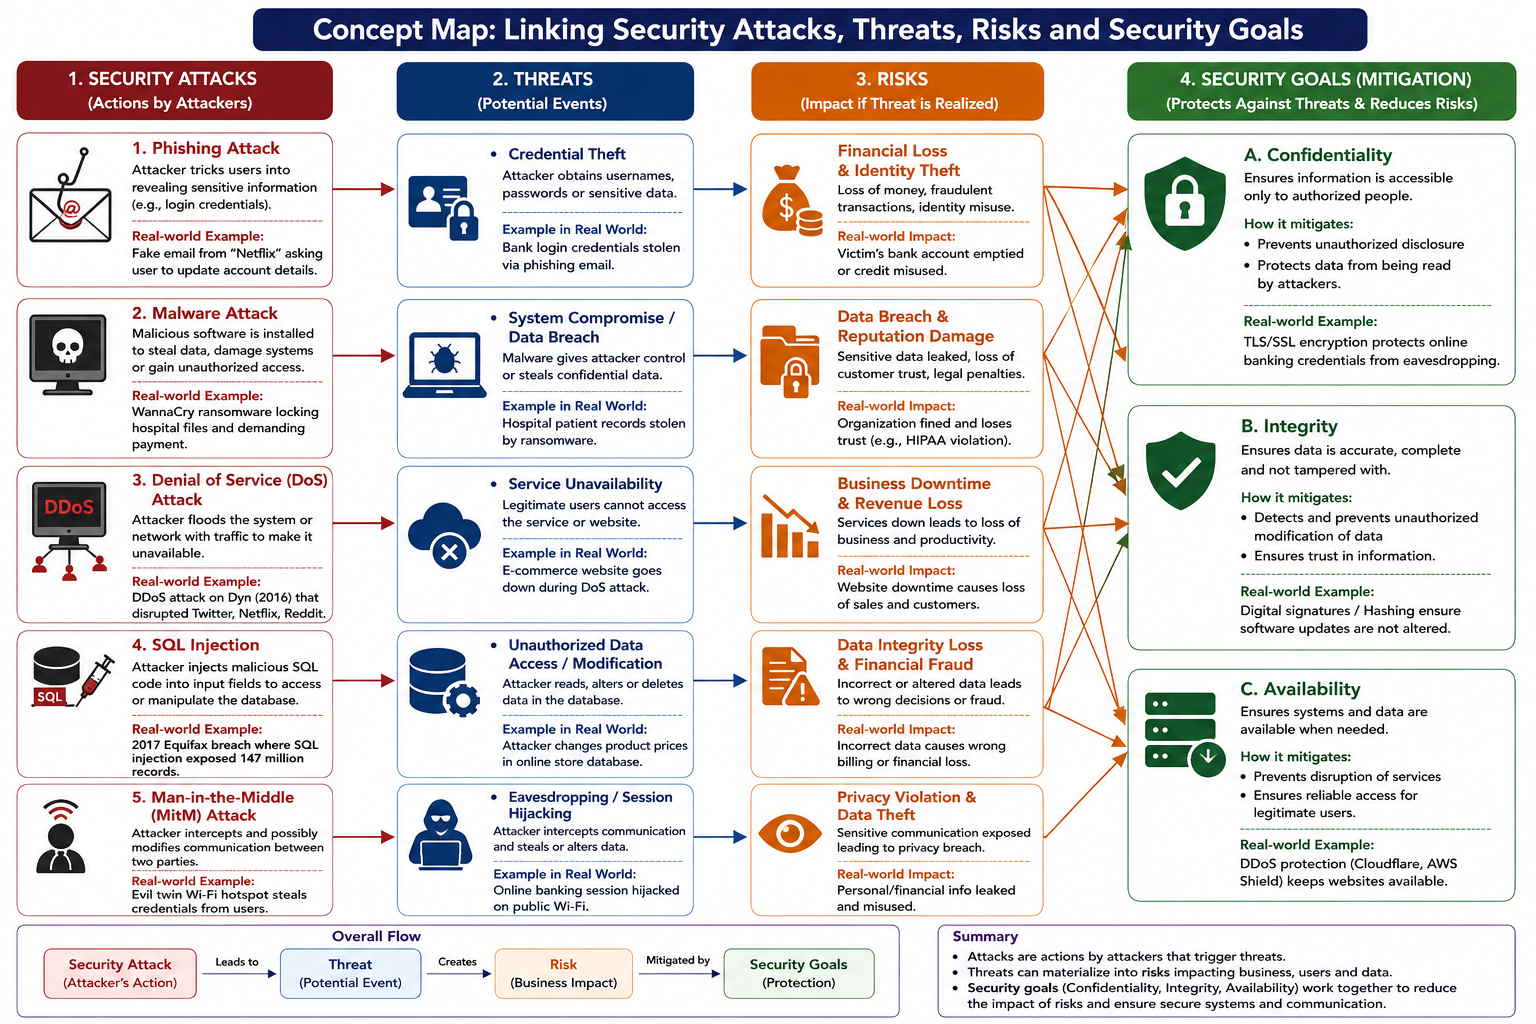 Concept Map: Linking Security Attacks, Threats, Risks and Security Goals
1. SECURITY ATTACKS
(Actions by Attackers)
1. Phishing Attack
Attacker tricks users into
revealing sensitive information
(e.g., login credentials).
Real-world Example:
Fake email from “Netflix” asking
user to update account details.
@
2. Malware Attack
Malicious software is installed
to steal data, damage systems
or gain unauthorized access.
Real-world Example:
WannaCry ransomware locking
hospital files and demanding
payment.
3. Denial of Service (DoS)
Attack
Attacker floods the system or
network with traffic to make it
unavailable.
Real-world Example:
DDoS attack on Dyn (2016) that
disrupted Twitter, Netflix, Reddit.
DDoS
4. SQL Injection
Attacker injects malicious SQL
code into input fields to access
or manipulate the database.
Real-world Example:
2017 Equifax breach where SQL
injection exposed 147 million
records.
SQL
5. Man-in-the-Middle
(MitM) Attack
Attacker intercepts and possibly
modifies communication between
two parties.
Real-world Example:
Evil twin Wi-Fi hotspot steals
credentials from users.
2. THREATS
(Potential Events)
• Credential Theft
Attacker obtains usernames,
passwords or sensitive data.
Example in Real World:
Bank login credentials stolen
via phishing email.
• System Compromise /
Data Breach
Malware gives attacker control
or steals confidential data.
Example in Real World:
Hospital patient records stolen
by ransomware.
• Service Unavailability
Legitimate users cannot access
the service or website.
Example in Real World:
E-commerce website goes
down during DoS attack.
• Unauthorized Data
Access / Modification
Attacker reads, alters or deletes
data in the database.
Example in Real World:
Attacker changes product prices
in online store database.
• Eavesdropping / Session
Hijacking
Attacker intercepts communication
and steals or alters data.
Example in Real World:
Online banking session hijacked
on public Wi-Fi.
3. RISKS
(Impact if Threat is Realized)
Financial Loss
& Identity Theft
Loss of money, fraudulent
transactions, identity misuse.
Real-world Impact:
Victim’s bank account emptied
or credit misused.
$
Data Breach &
Reputation Damage
Sensitive data leaked, loss of
customer trust, legal penalties.
Real-world Impact:
Organization fined and loses
trust (e.g., HIPAA violation).
Business Downtime
& Revenue Loss
Services down leads to loss of
business and productivity.
Real-world Impact:
Website downtime causes loss
of sales and customers.
Data Integrity Loss
& Financial Fraud
Incorrect or altered data leads
to wrong decisions or fraud.
Real-world Impact:
Incorrect data causes wrong
billing or financial loss.
Privacy Violation &
Data Theft
Sensitive communication exposed
leading to privacy breach.
Real-world Impact:
Personal/financial info leaked
and misused.
4. SECURITY GOALS (MITIGATION)
(Protects Against Threats & Reduces Risks)
A. Confidentiality
Ensures information is accessible
only to authorized people.
How it mitigates:
• Prevents unauthorized disclosure
• Protects data from being read
by attackers.
Real-world Example:
TLS/SSL encryption protects online
banking credentials from eavesdropping.
B. Integrity
Ensures data is accurate, complete
and not tampered with.
How it mitigates:
• Detects and prevents unauthorized
modification of data
• Ensures trust in information.
Real-world Example:
Digital signatures / Hashing ensure
software updates are not altered.
C. Availability
Ensures systems and data are
available when needed.
How it mitigates:
• Prevents disruption of services
• Ensures reliable access for
legitimate users.
Real-world Example:
DDoS protection (Cloudflare, AWS
Shield) keeps websites available.
Overall Flow
Security Attack
(Attacker’s Action)
Leads to
Threat
(Potential Event)
Creates
Risk
(Business Impact)
Mitigated by
Security Goals
(Protection)
Summary
• Attacks are actions by attackers that trigger threats.
• Threats can materialize into risks impacting business, users and data.
• Security goals (Confidentiality, Integrity, Availability) work together to reduce
the impact of risks and ensure secure systems and communication.